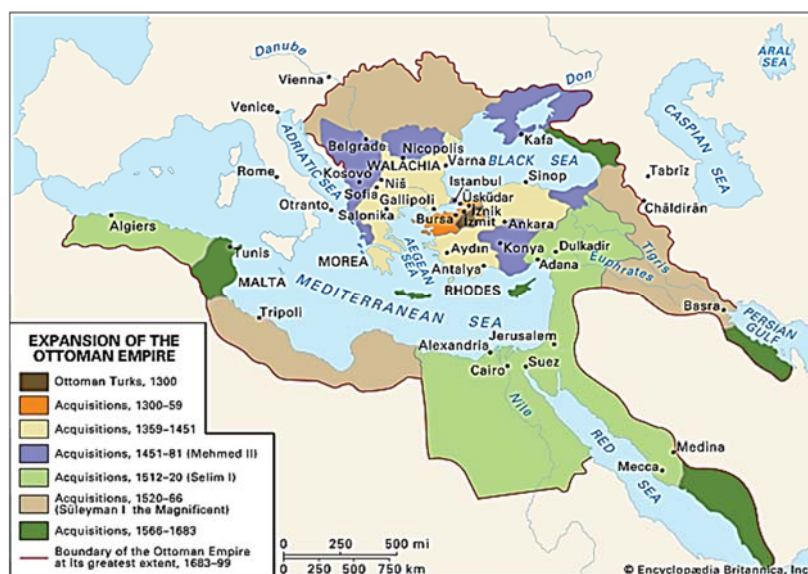 ARAL
SEA
Danube
Vienna
Don
Venice
ADRIATIC SEA
CASPIAN
SEA
Kafa
Belgrade
Nicopolis
WALACHIA
Varna
BLACK SEA
Rome
Kosovo
Niš
Sofia
Istanbul
Sinop
Tabrīz
Otranto
Gallipoli
Üsküdar
Chāldirān
Salonika
Bursa
İznik
İzmit
Ankara
Algiers
AEGEAN
SEA
Aydın
Konya
Dulkadir
Tigris
Tunis
MOREA
Antalya
Adana
Euphrates
MALTA
MEDITERRANEAN SEA
RHODES
Başra
Tripoli
PERSIAN
GULF
Jerusalem
Alexandria
Cairo
Suez
Nile
RED
SEA
Medina
Mecca
EXPANSION OF THE
OTTOMAN EMPIRE
Ottoman Turks, 1300
Acquisitions, 1300–59
Acquisitions, 1359–1451
Acquisitions, 1451–81 (Mehmed II)
Acquisitions, 1512–20 (Selim I)
Acquisitions, 1520–66
(Süleyman I the Magnificent)
Acquisitions, 1566–1683
Boundary of the Ottoman Empire
at its greatest extent, 1683–99
0 250 500 mi
0 250 500 750 km
© Encyclopædia Britannica, Inc